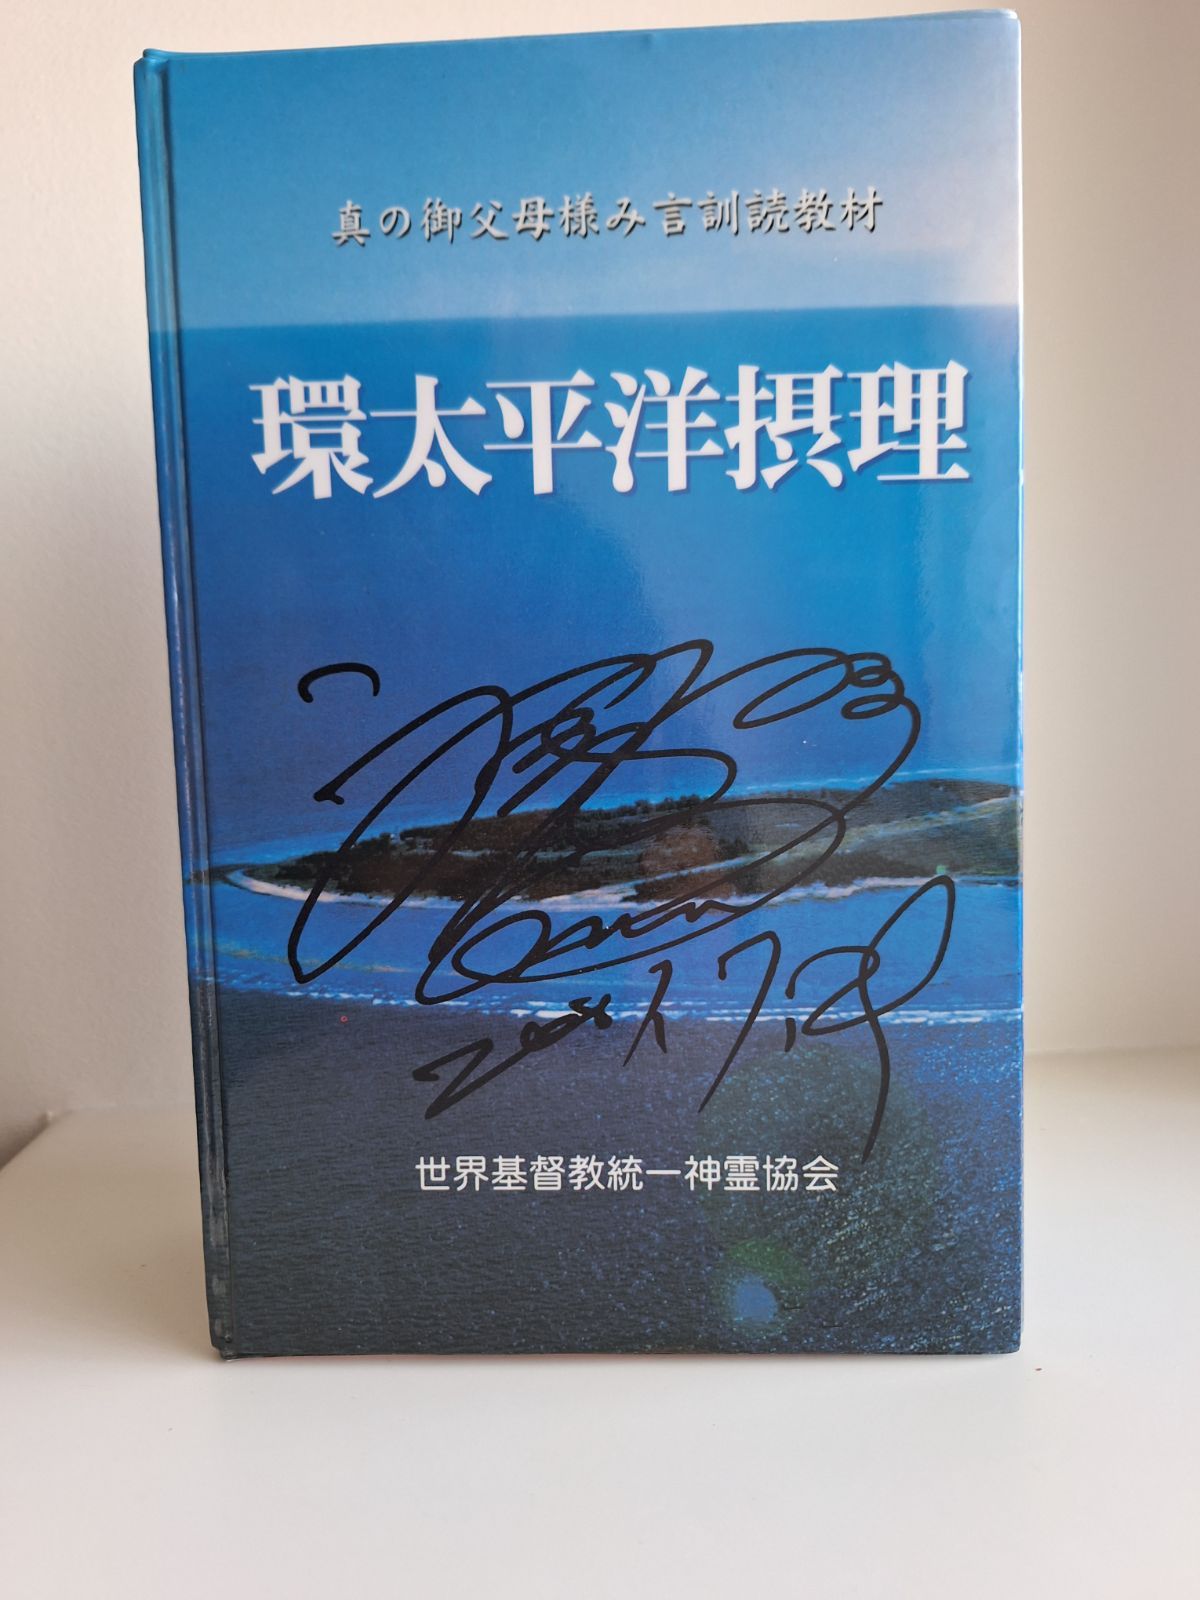 真の御父母様み言訓読教材
環太平洋摂理
世界基督教統一神霊協会